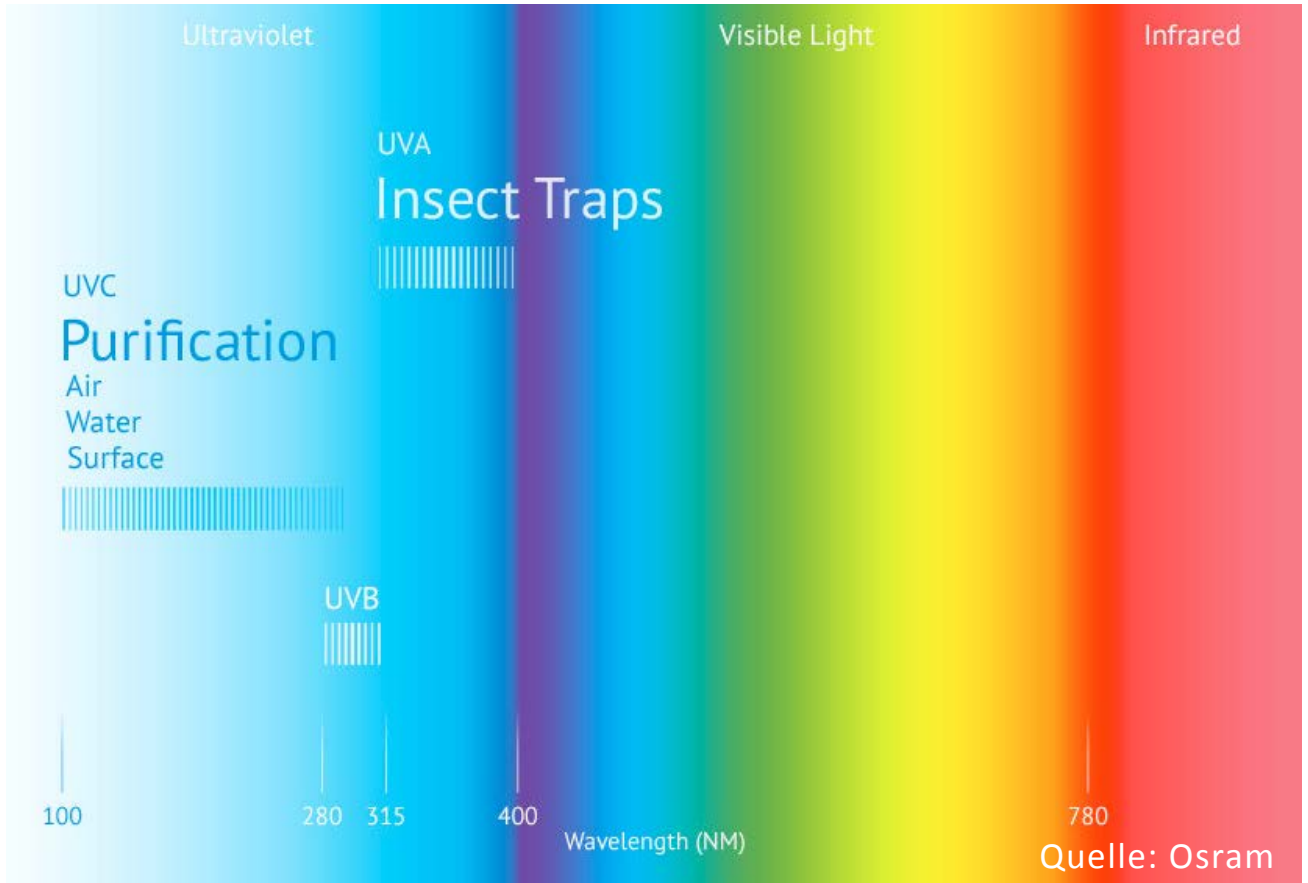 Ultraviolet
Visible Light
Infrared
UVA
Insect Traps
UVC
Purification
Air
Water
Surface
UVB
100
280
315
400
780
Wavelength (NM)
Quelle: Osram